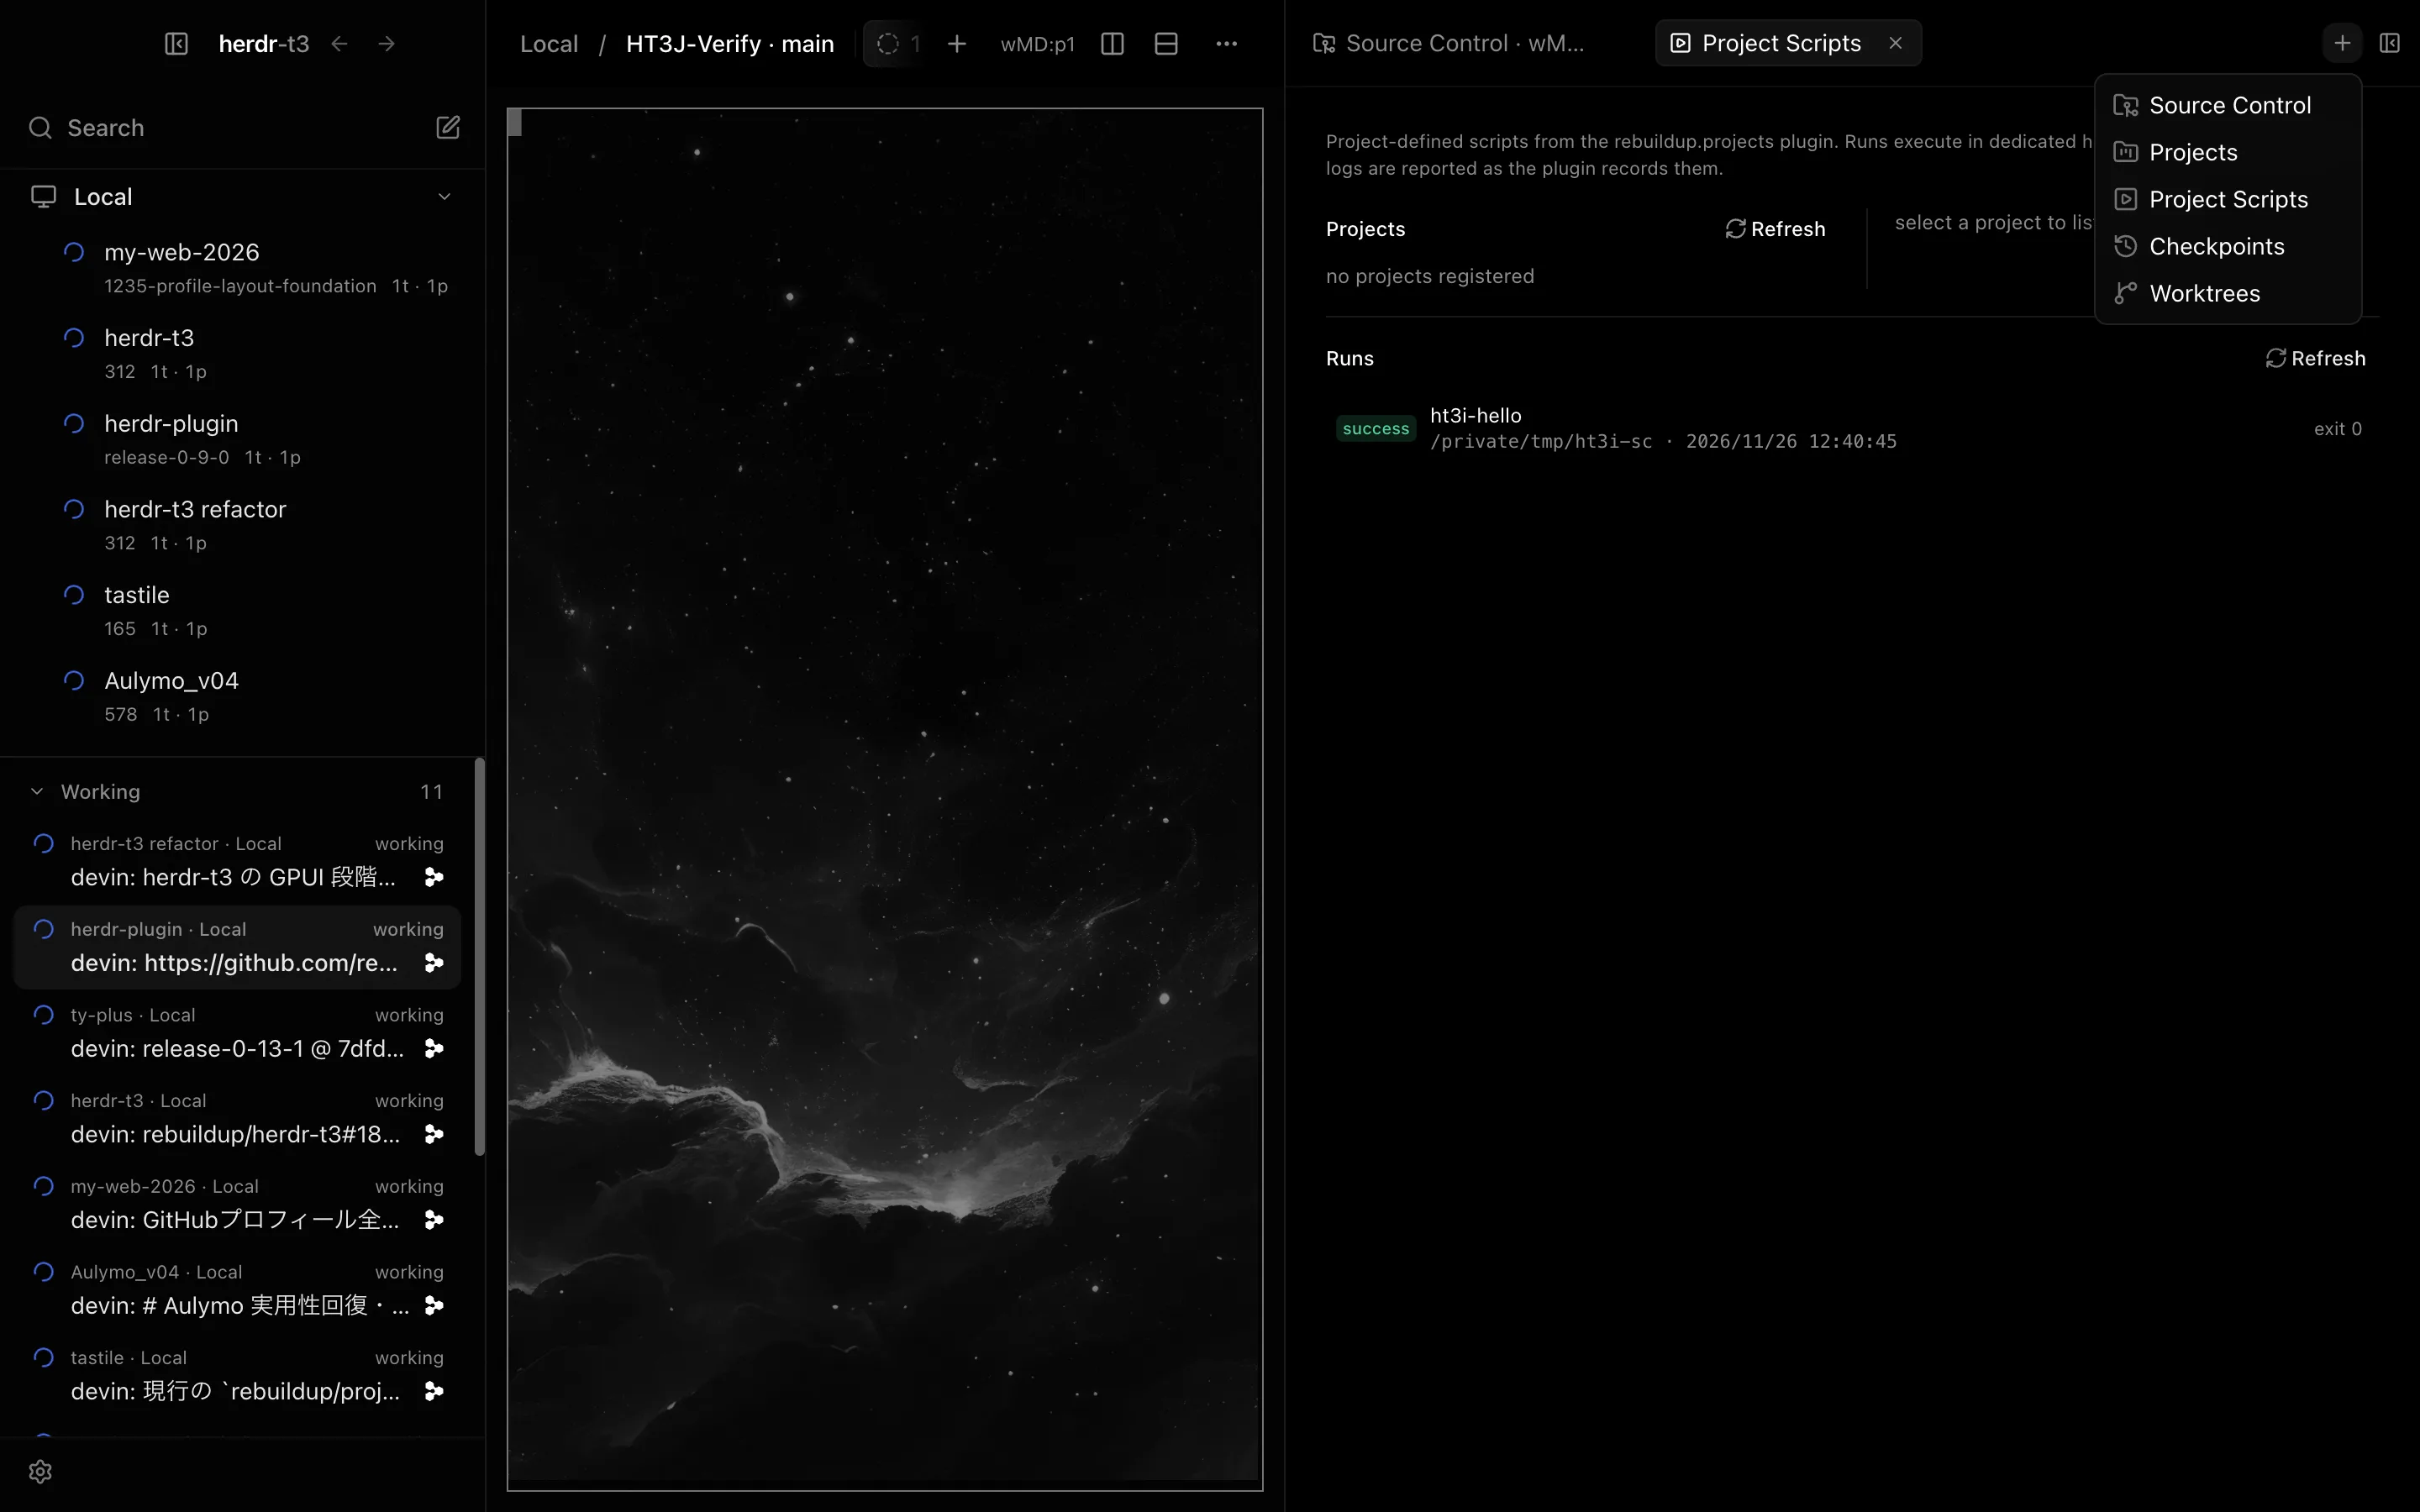 herdr-t3
Search
Local
my-web-2026
1235-profile-layout-foundation 1t · 1p
herdr-t3
312 1t · 1p
herdr-plugin
release-0-9-0 1t · 1p
herdr-t3 refactor
312 1t · 1p
tastile
165 1t · 1p
Aulymo_v04
578 1t · 1p
Working 11
herdr-t3 refactor · Local working
devin: herdr-t3 の GPUI 段階...
herdr-plugin · Local working
devin: https://github.com/re...
ty-plus · Local working
devin: release-0-13-1 @ 7dfd...
herdr-t3 · Local working
devin: rebuildup/herdr-t3#18...
my-web-2026 · Local working
devin: GitHubプロフィール全...
Aulymo_v04 · Local working
devin: # Aulymo 実用性回復・...
tastile · Local working
devin: 現行の `rebuildup/proj...
Local / HT3J-Verify · main 1 wMD:p1
Source Control · wM... Project Scripts
Source Control
Projects
Project Scripts
Checkpoints
Worktrees
Project-defined scripts from the rebuildup.projects plugin. Runs execute in dedicated h
logs are reported as the plugin records them.
Projects Refresh
no projects registered
select a project to lis
Runs Refresh
success ht3i-hello
/private/tmp/ht3i-sc · 2026/11/26 12:40:45
exit 0